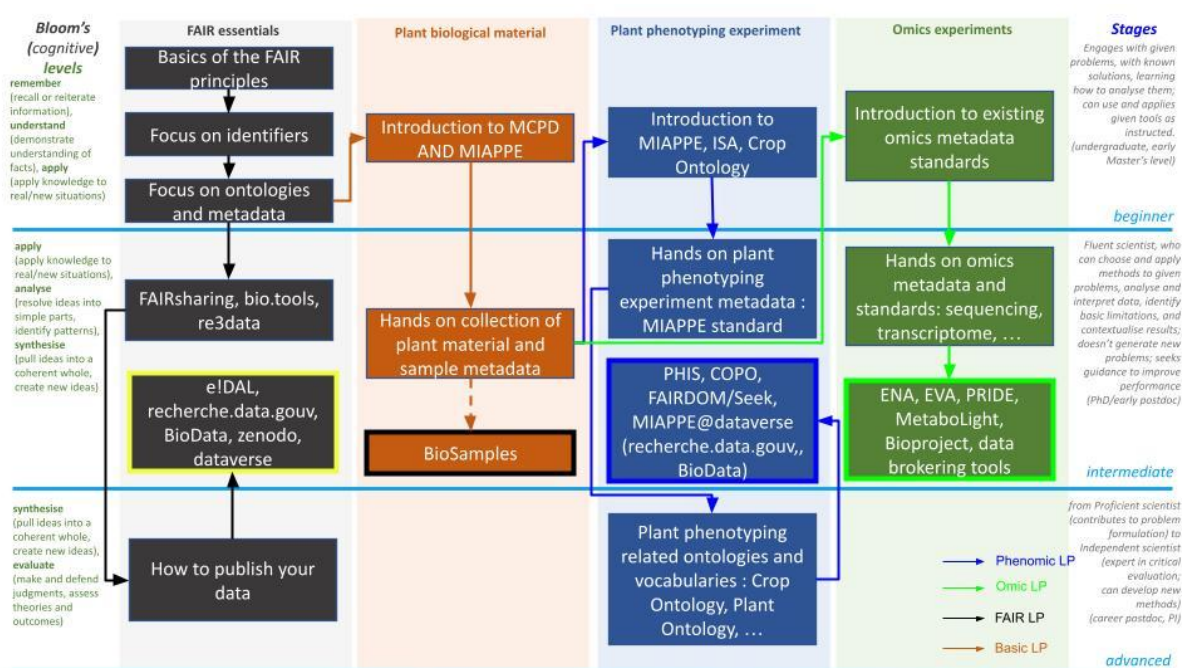 Bloom's
(cognitive)
levels
remember
(recall or reiterate
information),
understand
(demonstrate
understanding of
facts), apply
(apply knowledge to
real/new situations)
apply
(apply knowledge to
real/new situations),
analyse
(resolve ideas into
simple parts,
identify patterns),
synthesise
(pull ideas into a
coherent whole,
create new ideas)
synthesise
(pull ideas into a
coherent whole,
create new ideas),
evaluate
(make and defend
judgments, assess
theories and
outcomes)
FAIR essentials
Basics of the FAIR
principles
Focus on identifiers
Focus on ontologies
and metadata
FAIRsharing, bio.tools,
re3data
e!DAL,
recherche.data.gouv,
BioData, zenodo,
dataverse
How to publish your
data
Plant biological material
Introduction to MCPD
AND MIAPPE
Hands on collection of
plant material and
sample metadata
BioSamples
Plant phenotyping experiment
Introduction to
MIAPPE, ISA, Crop
Ontology
Hands on plant
phenotyping
experiment metadata :
MIAPPE standard
PHIS, COPO,
FAIRDOM/Seek,
MIAPPE@dataverse
(recherche.data.gouv,,
BioData)
Plant phenotyping
related ontologies and
vocabularies : Crop
Ontology, Plant
Ontology, ...
Omics experiments
Introduction to existing
omics metadata
standards
Hands on omics
metadata and
standards: sequencing,
transcriptome, ...
ENA, EVA, PRIDE,
MetaboLight,
Bioproject, data
brokering tools
Phenomic LP
Omic LP
FAIR LP
Basic LP
Stages
Engages with given
problems, with known
solutions, learning
how to analyse them;
can use and applies
given tools as
instructed.
(undergraduate, early
Master's level)
beginner
Fluent scientist, who
can choose and apply
methods to given
problems, analyse and
interpret data, identify
basic limitations, and
contextualise results;
doesn't generate new
problems; seeks
guidance to improve
performance
(PhD/early postdoc)
intermediate
from Proficient scientist
(contributes to problem
formulation) to
Independent scientist
(expert in critical
evaluation;
can develop new
methods)
(career postdoc, PI)
advanced